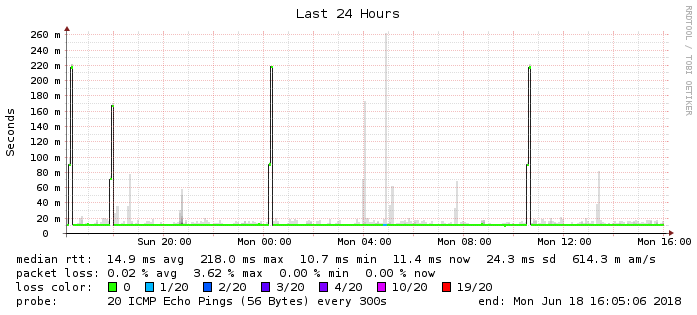 Last 24 Hours
RRDTOOL / TOBI OETIKER
Seconds
260 m
240 m
220 m
200 m
180 m
160 m
140 m
120 m
100 m
80 m
60 m
40 m
20 m
0
Sun 20:00 Mon 00:00 Mon 04:00 Mon 08:00 Mon 12:00 Mon 16:00
median rtt: 14.9 ms avg 218.0 ms max 10.7 ms min 11.4 ms now 24.3 ms sd 614.3 m am/s
packet loss: 0.02 % avg 3.62 % max 0.00 % min 0.00 % now
loss color: 0 1/20 2/20 3/20 4/20 10/20 19/20
probe: 20 ICMP Echo Pings (56 Bytes) every 300s end: Mon Jun 18 16:05:06 2018